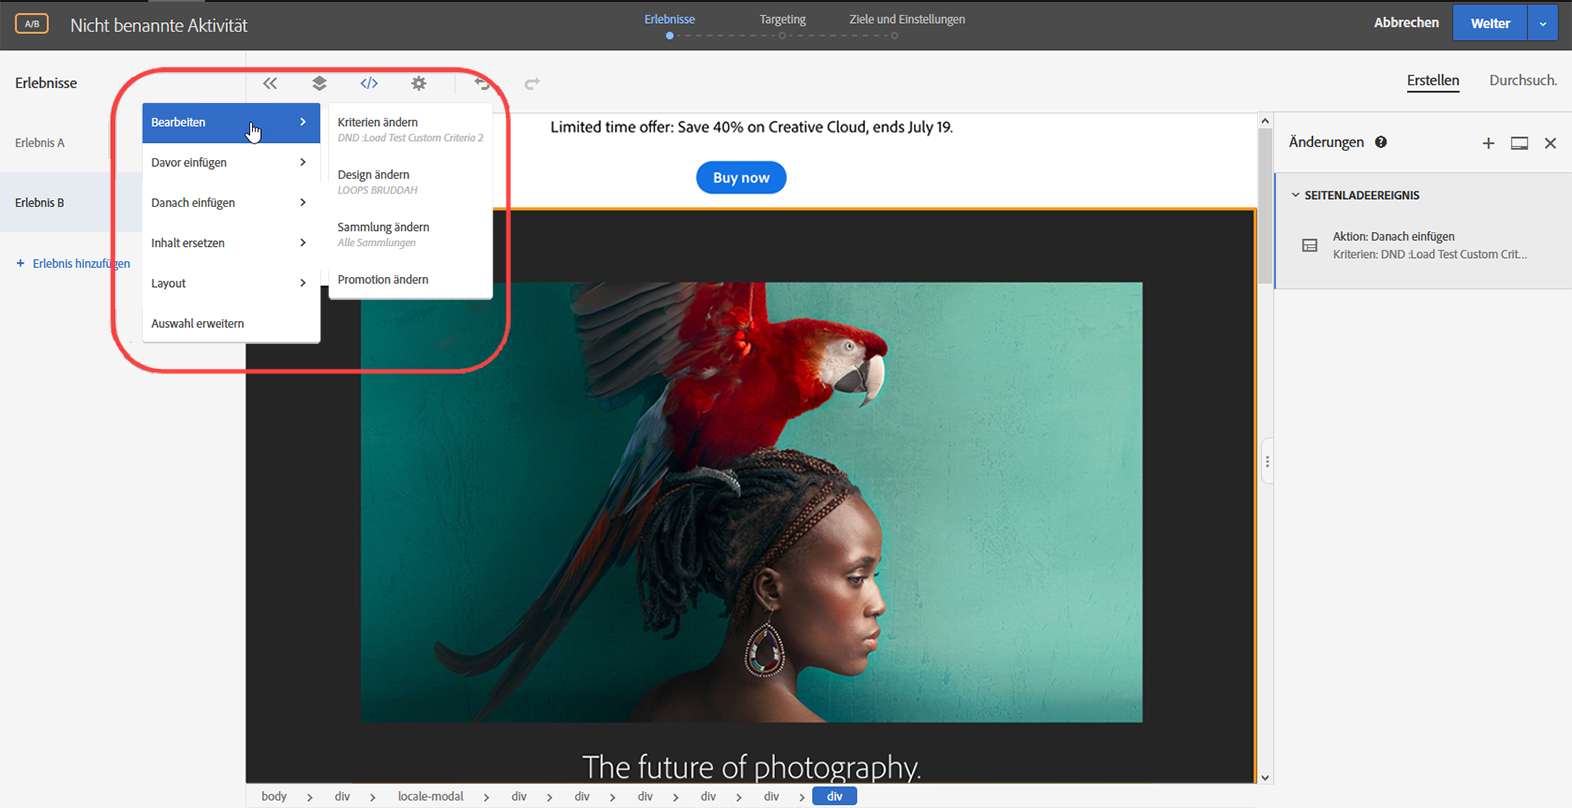 A/B
Nicht benannte Aktivität
Erlebnisse
Targeting
Ziele und Einstellungen
Abbrechen
Weiter
Erlebnisse
</>
Erstellen
Durchsuch.
Erlebnis A
Erlebnis B
+ Erlebnis hinzufügen
Bearbeiten
Davor einfügen
Danach einfügen
Inhalt ersetzen
Layout
Auswahl erweitern
Kriterien ändern
DND :Load Test Custom Criteria 2
Design ändern
LOOPS BRUDDAH
Sammlung ändern
Alle Sammlungen
Promotion ändern
Limited time offer: Save 40% on Creative Cloud, ends July 19.
Buy now
The future of photography.
Änderungen
SEITENLADEEREIGNIS
Aktion: Danach einfügen
Kriterien: DND :Load Test Custom Crit...
body > div > locale-modal > div > div > div > div > div > div